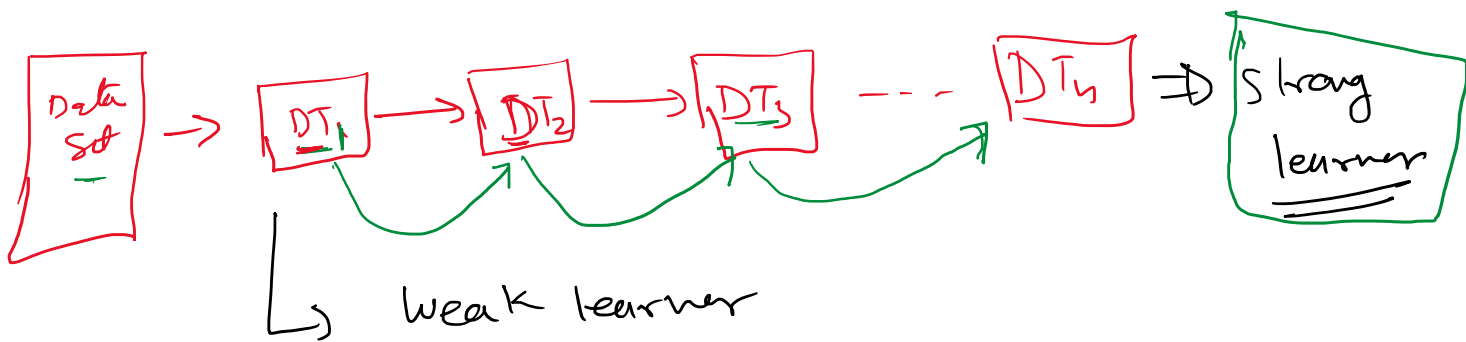 Data
Set
DT1
DT2
DT3
DTn
Strong
learner
weak learner